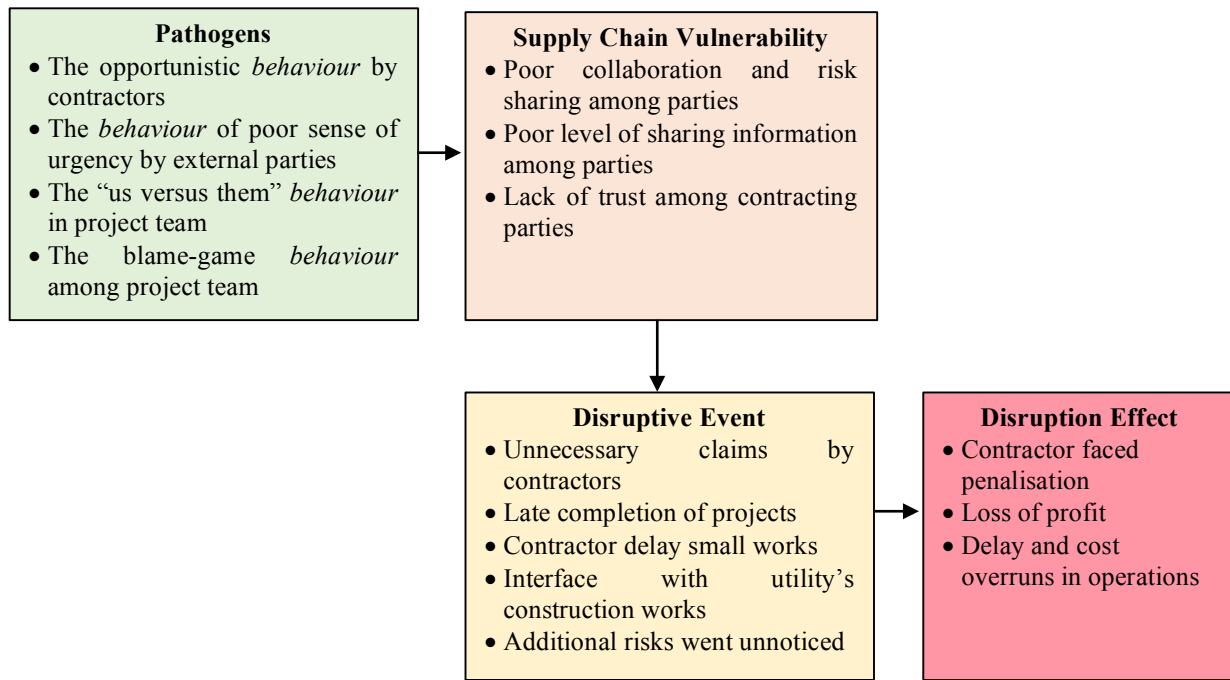 Pathogens
• The opportunistic behaviour by
contractors
• The behaviour of poor sense of
urgency by external parties
• The “us versus them” behaviour
in project team
• The blame-game behaviour
among project team
Supply Chain Vulnerability
• Poor collaboration and risk
sharing among parties
• Poor level of sharing information
among parties
• Lack of trust among contracting
parties
Disruptive Event
• Unnecessary claims by
contractors
• Late completion of projects
• Contractor delay small works
• Interface with utility’s
construction works
• Additional risks went unnoticed
Disruption Effect
• Contractor faced
penalisation
• Loss of profit
• Delay and cost
overruns in operations